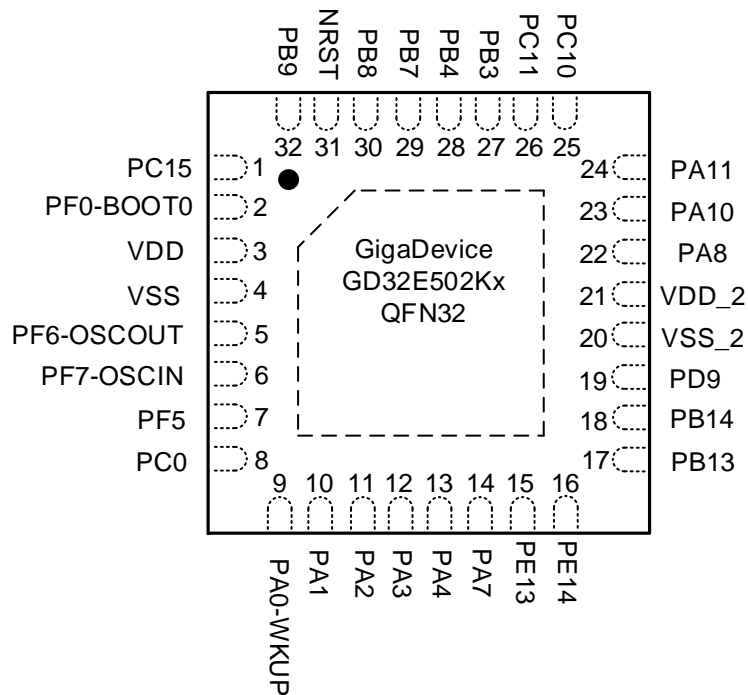 PB9
NRST
PB8
PB7
PB4
PB3
PC11
PC10
32
31
30
29
28
27
26
25
PC15 1
PF0-BOOT0 2
VDD 3
VSS 4
PF6-OSCOUT 5
PF7-OSCIN 6
PF5 7
PC0 8
GigaDevice
GD32E502Kx
QFN32
24 PA11
23 PA10
22 PA8
21 VDD_2
20 VSS_2
19 PD9
18 PB14
17 PB13
9
10
11
12
13
14
15
16
PA0-WKUP
PA1
PA2
PA3
PA4
PA7
PE13
PE14